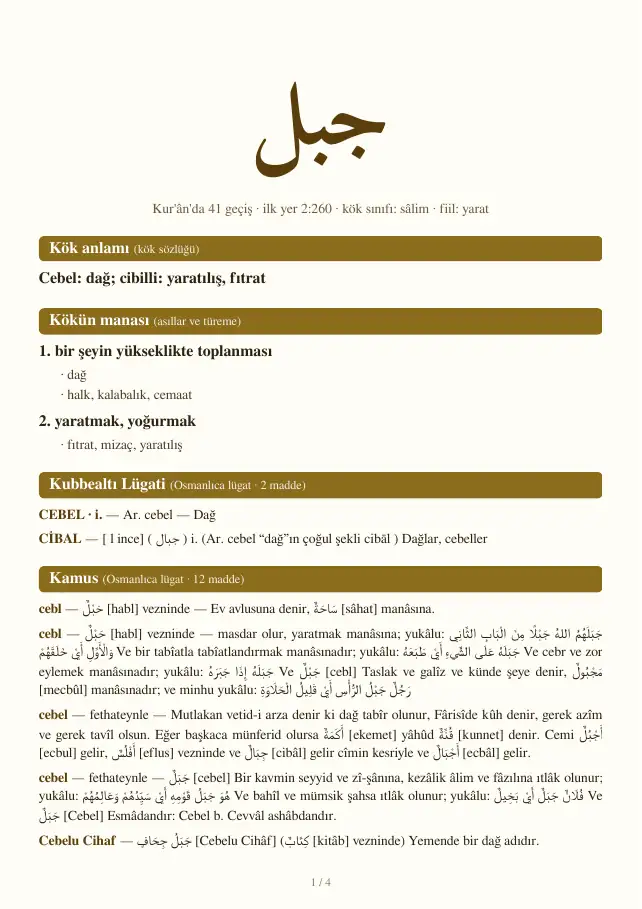 جبل
Kur'ân'da 41 geçiş · ilk yer 2:260 · kök sınıfı: sâlim · fiil: yarat
Kök anlamı (kök sözlüğü)
Cebel: dağ; cibilli: yaratılış, fıtrat
Kökün manası (asıllar ve türeme)
1. bir şeyin yükseklikte toplanması
· dağ
· halk, kalabalık, cemaat
2. yaratmak, yoğurmak
· fıtrat, mizaç, yaratılış
Kubbealtı Lügati (Osmanlıca lügat · 2 madde)
CEBEL · i. — Ar. cebel — Dağ
CİBAL — [ l ince] ( جبال ) i. (Ar. cebel “dağ”ın çoğul şekli cibāl ) Dağlar, cebeller
Kamus (Osmanlıca lügat · 12 madde)
cebl — حَبْلٌ [habl] vezninde — Ev avlusuna denir, سَاحَةٌ [sâhat] manâsına.
cebl — حَبْلٌ [habl] vezninde — masdar olur, yaratmak manâsına; yukâlu: جَبَلَهُمُ اللهُ جَبْلًا مِنَ الْبَابِ الثَّانِي
وَالْأَوَّلِ أَيْ خَلَقَهُمْ Ve bir tabîatla tabîatlandırmak manâsınadır; yukâlu: جَبَلَهُ عَلَى الشَّيْءِ أَيْ طَبَعَهُ Ve cebr ve zor
eylemek manâsınadır; yukâlu: جَبَلَهُ إِذَا جَبَرَهُ Ve جَبْلٌ [cebl] Taslak ve galîz ve künde şeye denir, مَجْبُولٌ
[mecbûl] manâsınadır; ve minhu yukâlu: رَجُلٌ جَبْلُ الرَّأْسِ أَيْ قَلِيلُ الْحَلَاوَةِ
cebel — fethateynle — Mutlakan vetid-i arza denir ki dağ tabîr olunur, Fârisîde kûh denir, gerek azîm
ve gerek tavîl olsun. Eğer başkaca münferid olursa أَكَمَةٌ [ekemet] yâhûd قُنَّةٌ [kunnet] denir. Cemi أَجْبُلٌ
[ecbul] gelir, أَفْلُسٌ [eflus] vezninde ve جِبَالٌ [cibâl] gelir cîmin kesriyle ve أَجْبَالٌ [ecbâl] gelir.
cebel — fethateynle — جَبَلٌ [cebel] Bir kavmin seyyid ve zî-şânına, kezâlik âlim ve fâzılına ıtlâk olunur;
yukâlu: هُوَ جَبَلُ قَوْمِهِ أَيْ سَيِّدُهُمْ وَعَالِمُهُمْ Ve bahîl ve mümsik şahsa ıtlâk olunur; yukâlu: فُلَانٌ جَبَلٌ أَيْ بَخِيلٌ Ve
جَبَلٌ [Cebel] Esmâdandır: Cebel b. Cevvâl ashâbdandır.
Cebelu Cihaf — جَبَلُ جِحَافٍ [Cebelu Cihâf] (كِتَابٌ [kitâb] vezninde) Yemende bir dağ adıdır.
1 / 4